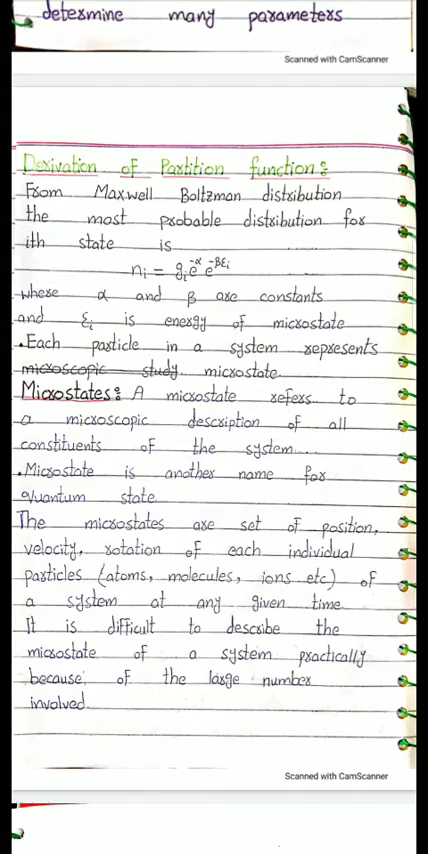 determine many parameters
Scanned with CamScanner
Derivation of Partition function:
From Maxwell Boltzman distribution
the most probable distribution for
ith state is
nᵢ = gᵢ e^-α e^-βεᵢ
where α and β are constants
and εᵢ is energy of microstate
.Each particle in a system represents
microscopic study microstate.
Microstates: A microstate refers to
a microscopic description of all
constituents of the system.
.Microstate is another name for
quantum state
The microstates are set of position,
velocity, rotation of each individual
particles (atoms, molecules, ions etc) of
a system at any given time.
It is difficult to describe the
microstate of a system practically
because of the large number
involved.
Scanned with CamScanner